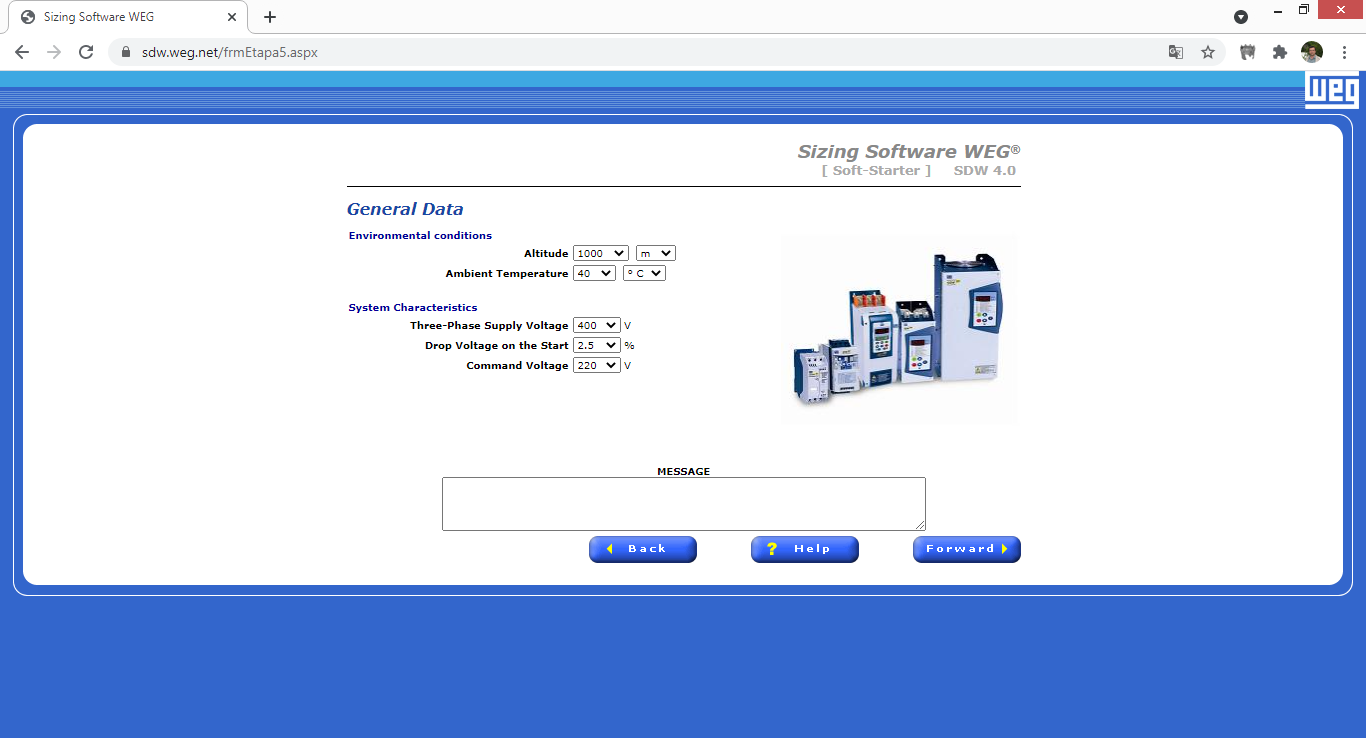 Sizing Software WEG
sdw.weg.net/frmEtapa5.aspx
weg
Sizing Software WEG®
[ Soft-Starter ] SDW 4.0
General Data
Environmental conditions
Altitude 1000 m
Ambient Temperature 40 ° C
System Characteristics
Three-Phase Supply Voltage 400 V
Drop Voltage on the Start 2.5 %
Command Voltage 220 V
MESSAGE
Back ? Help Forward